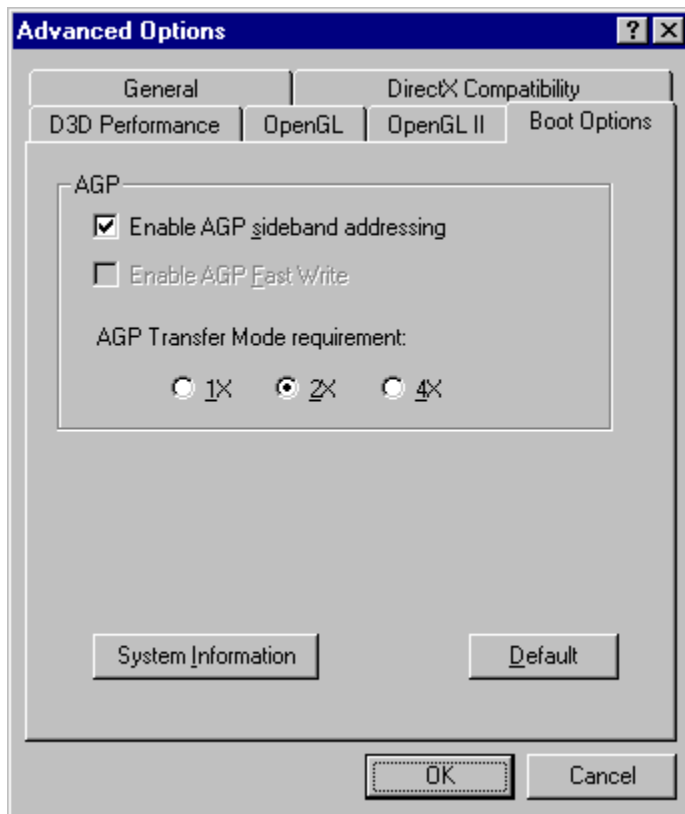 Advanced Options
General DirectX Compatibility
D3D Performance OpenGL OpenGL II Boot Options
AGP
Enable AGP sideband addressing
Enable AGP Fast Write
AGP Transfer Mode requirement:
1X 2X 4X
System Information Default
OK Cancel